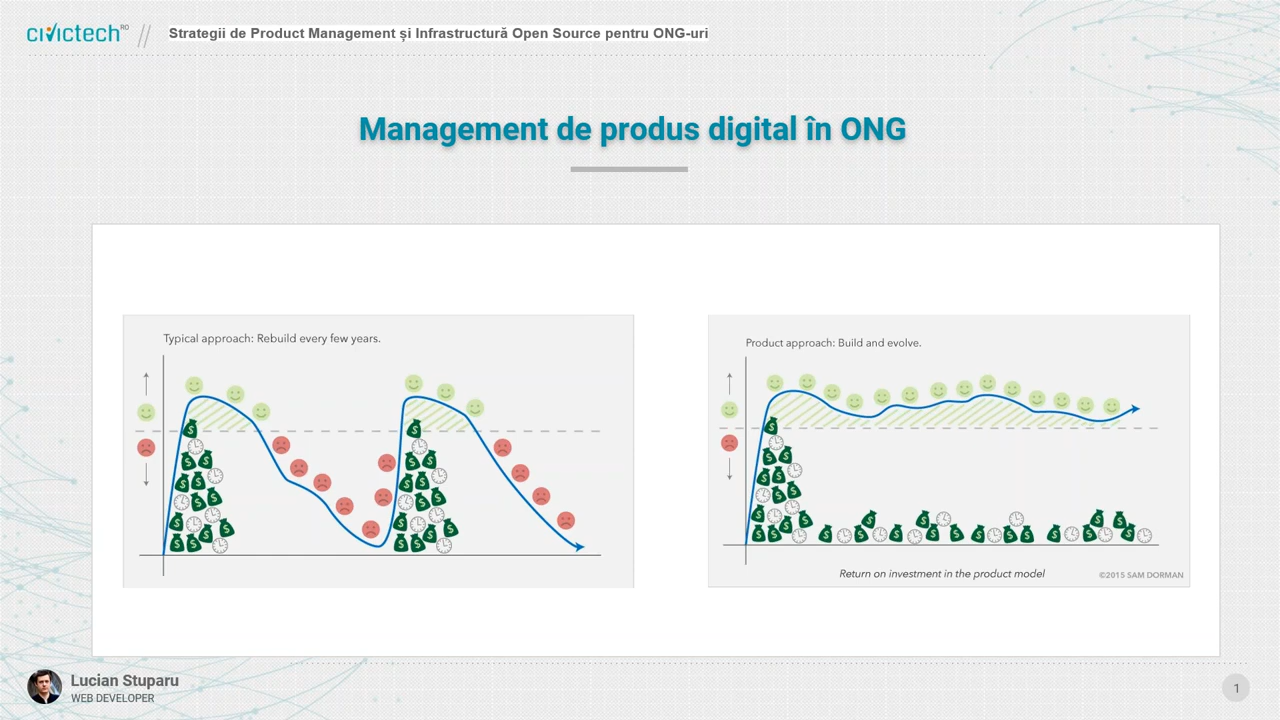 civictech RO
Strategii de Product Management și Infrastructură Open Source pentru ONG-uri
Management de produs digital în ONG
Typical approach: Rebuild every few years.
Product approach: Build and evolve.
Return on investment in the product model
©2015 SAM DORMAN
Lucian Stuparu
WEB DEVELOPER
1